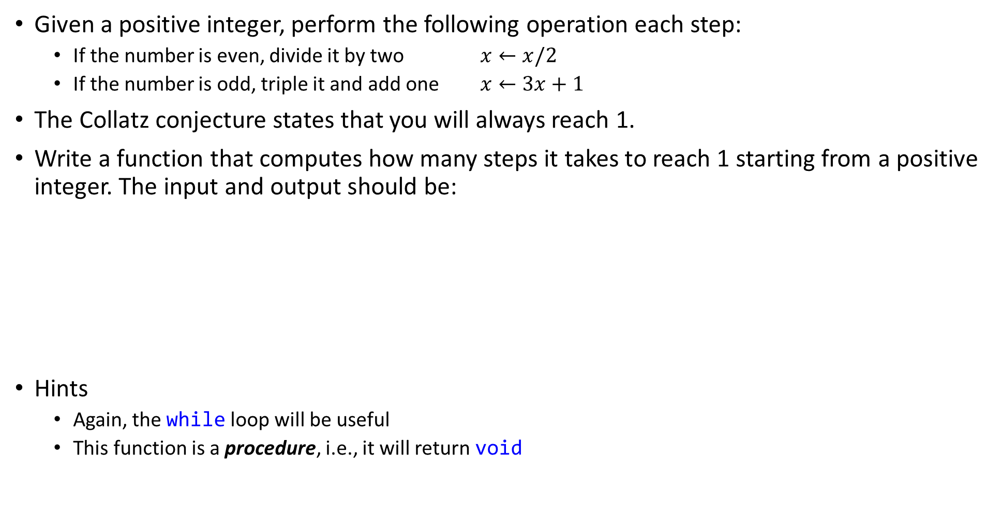 • Given a positive integer, perform the following operation each step:
• If the number is even, divide it by two x ← x/2
• If the number is odd, triple it and add one x ← 3x + 1
• The Collatz conjecture states that you will always reach 1.
• Write a function that computes how many steps it takes to reach 1 starting from a positive
integer. The input and output should be:
• Hints
• Again, the while loop will be useful
• This function is a procedure, i.e., it will return void